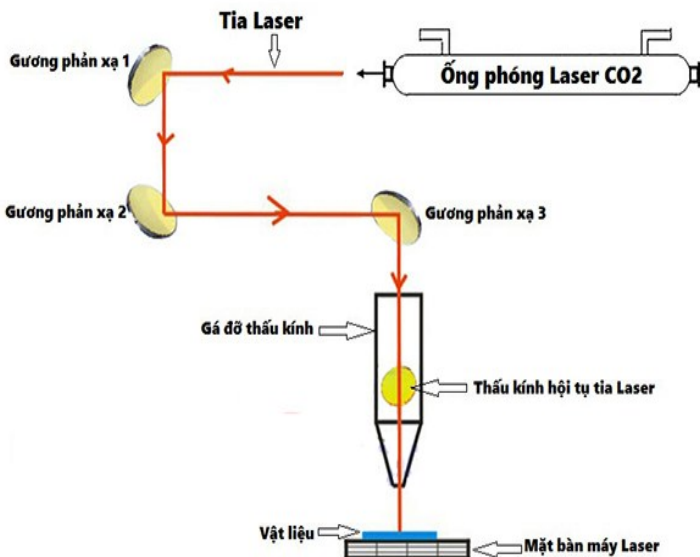 Tia Laser
Gương phản xạ 1
Ống phóng Laser CO2
Gương phản xạ 2
Gương phản xạ 3
Gá đỡ thấu kính
Thấu kính hội tụ tia Laser
Vật liệu
Mặt bàn máy Laser